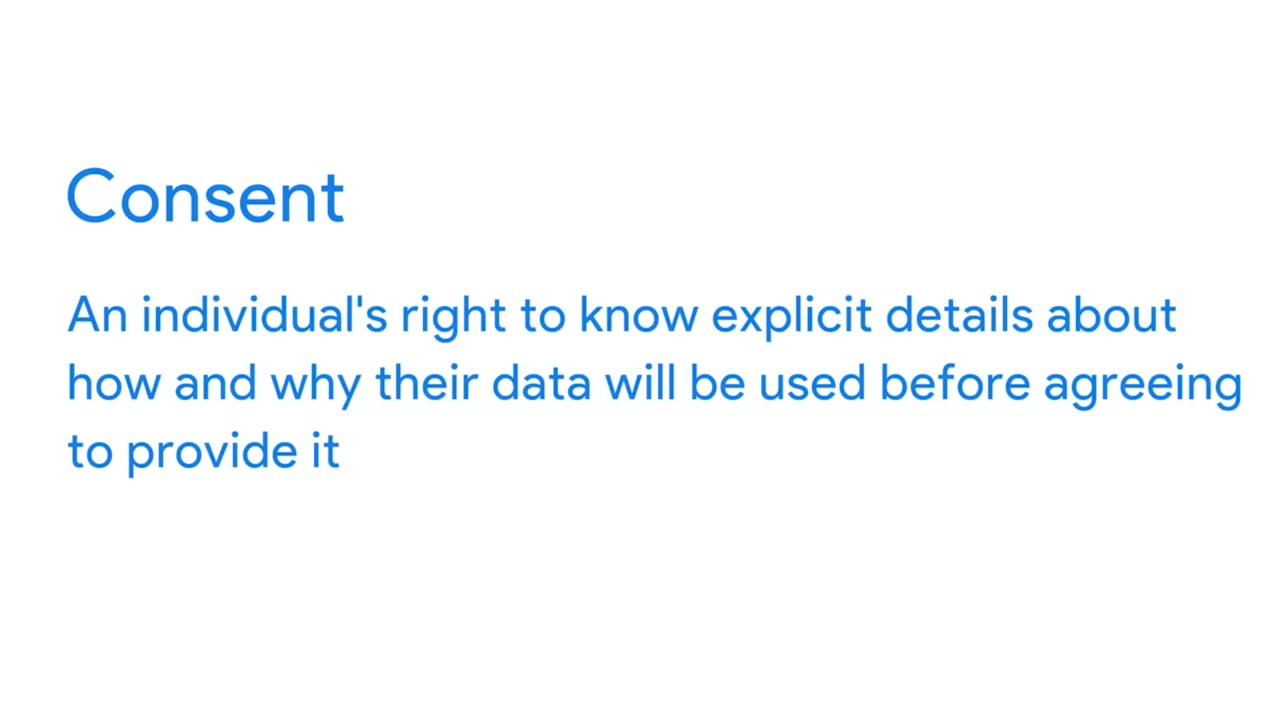 Consent
An individual's right to know explicit details about
how and why their data will be used before agreeing
to provide it